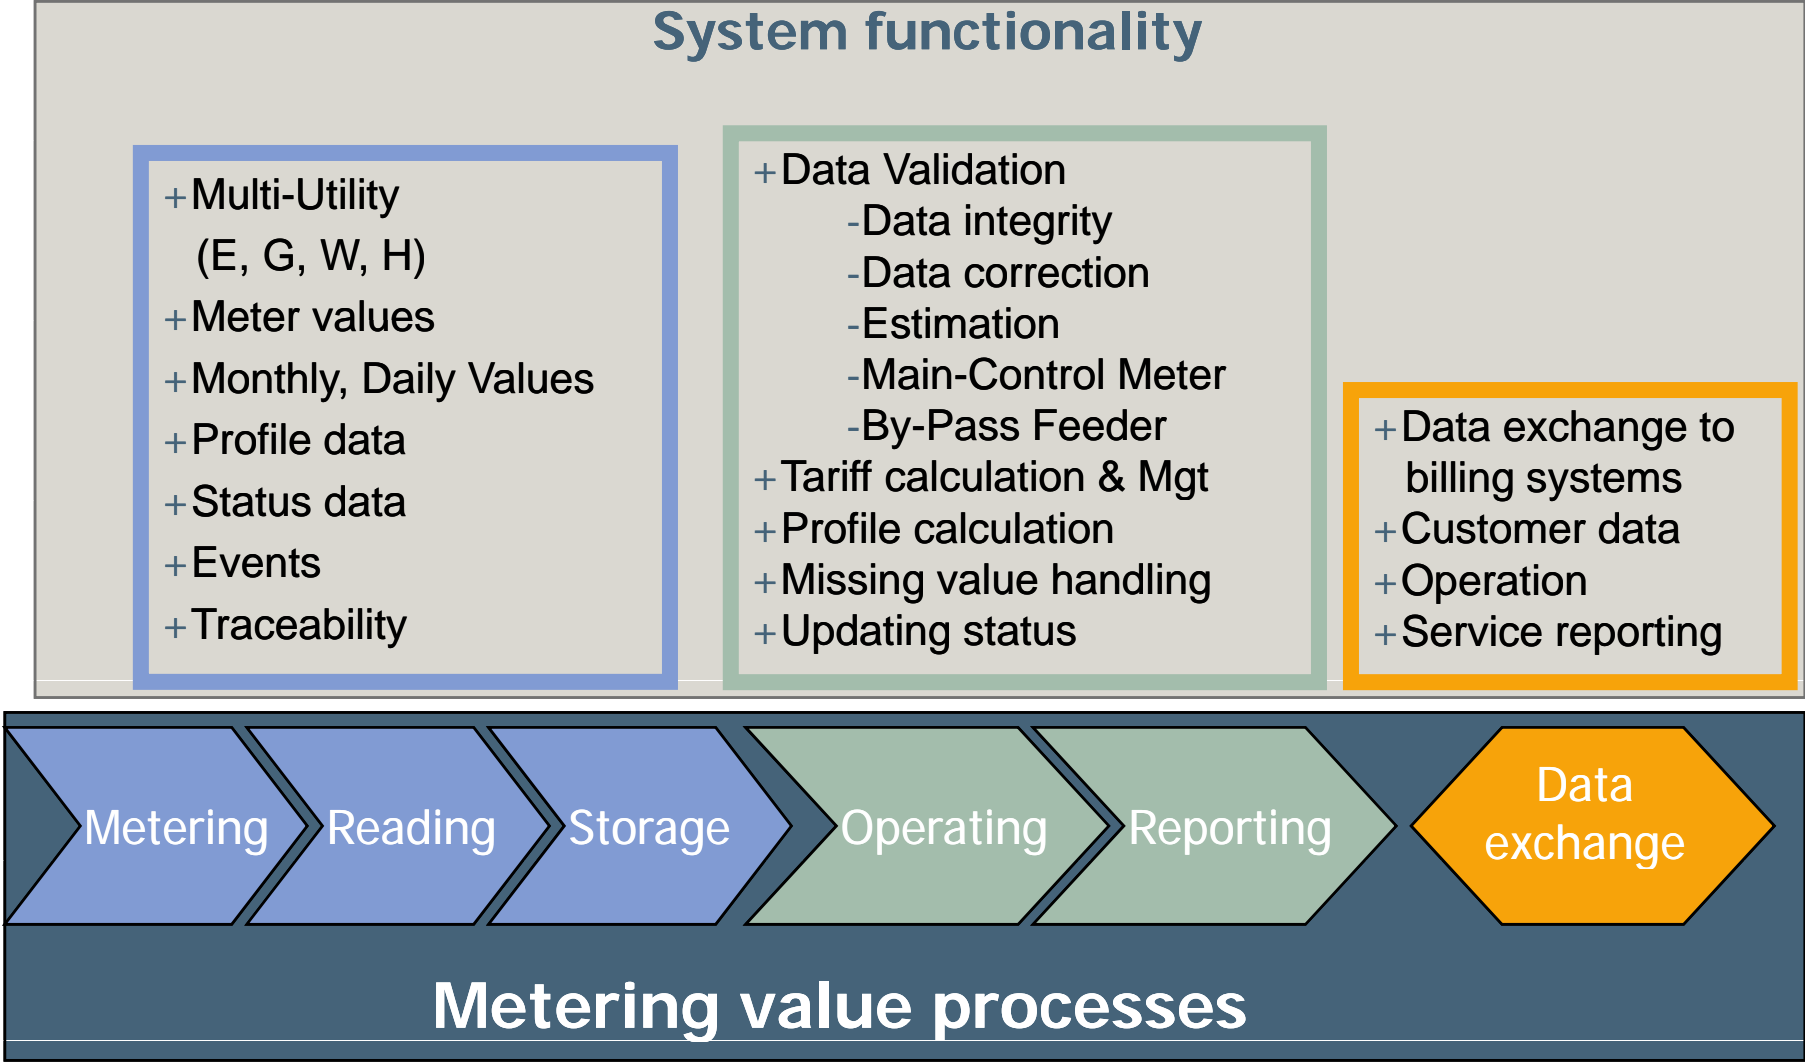 System functionality
+Multi-Utility
(E, G, W, H)
+Meter values
+Monthly, Daily Values
+Profile data
+Status data
+Events
+Traceability
+Data Validation
-Data integrity
-Data correction
-Estimation
-Main-Control Meter
-By-Pass Feeder
+Tariff calculation & Mgt
+Profile calculation
+Missing value handling
+Updating status
+Data exchange to
billing systems
+Customer data
+Operation
+Service reporting
Metering
Reading
Storage
Operating
Reporting
Data
exchange
Metering value processes